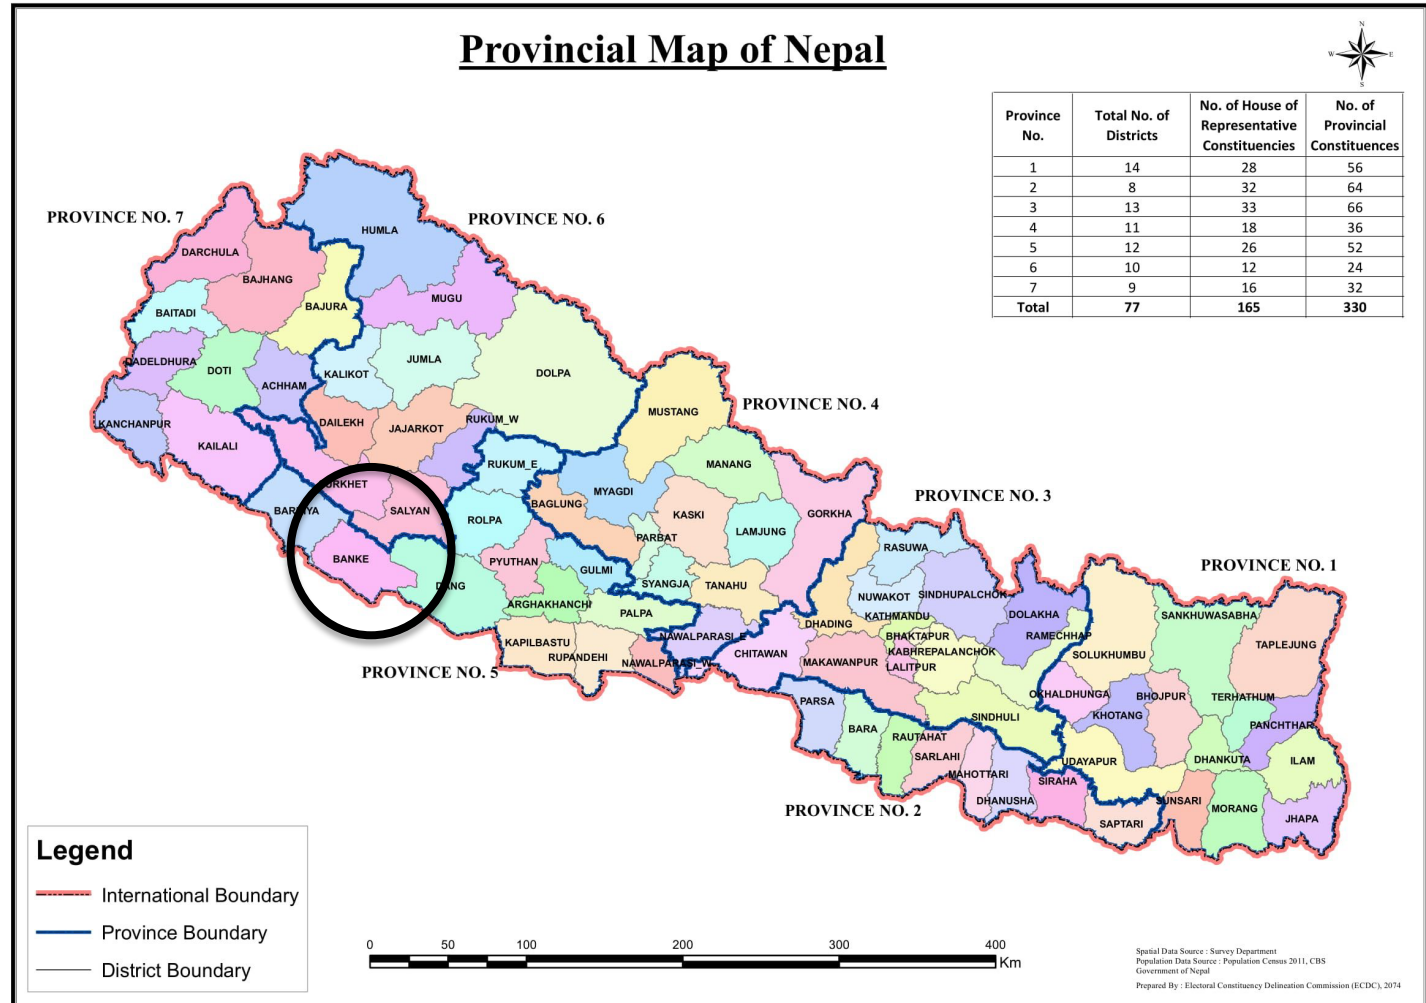 Provincial Map of Nepal
N
W E
S
Province No. Total No. of Districts No. of House of Representative Constituencies No. of Provincial Constituences
1 14 28 56
2 8 32 64
3 13 33 66
4 11 18 36
5 12 26 52
6 10 12 24
7 9 16 32
Total 77 165 330
PROVINCE NO. 7
PROVINCE NO. 6
HUMLA
DARCHULA
BAJHANG
MUGU
BAJURA
BAITADI
JUMLA
DADELDHURA
DOTI
KALIKOT
DOLPA
ACHHAM
PROVINCE NO. 4
MUSTANG
KANCHANPUR
DAILEKH
JAJARKOT
RUKUM_W
KAILALI
RUKUM_E
MANANG
URKHET
MYAGDI
PROVINCE NO. 3
BAGLUNG
SALYAN
KASKI
GORKHA
ROLPA
LAMJUNG
PARBAT
RASUWA
BANKE
PYUTHAN
GULMI
SYANGJA
TANAHU
PROVINCE NO. 1
NUWAKOT
SINDHUPALCHOK
ARGHAKHANCHI
PALPA
KATHMANDU
DOLAKHA
SANKHUWASABHA
DHADING
BHAKTAPUR
RAMECHHAP
NAWALPARASI_E
KAPILBASTU
KABHREPALANCHOK
TAPLEJUNG
RUPANDEHI
CHITAWAN
SOLUKHUMBU
NAWALPARASI_W
MAKAWANPUR
LALITPUR
PROVINCE NO. 5
OKHALDHUNGA
BHOJPUR
TERHATHUM
PARSA
SINDHULI
KHOTANG
PANCHTHAR
BARA
RAUTAHAT
SARLAHI
UDAYAPUR
DHANKUTA
ILAM
MAHOTTARI
SIRAHA
DHANUSHA
SUNSARI
MORANG
PROVINCE NO. 2
SAPTARI
JHAPA
Legend
International Boundary
Province Boundary
District Boundary
0 50 100 200 300 400
Km
Spatial Data Source : Survey Department
Population Data Source : Population Census 2011, CBS
Government of Nepal
Prepared By : Electoral Constituency Delineation Commission (ECDC), 2074